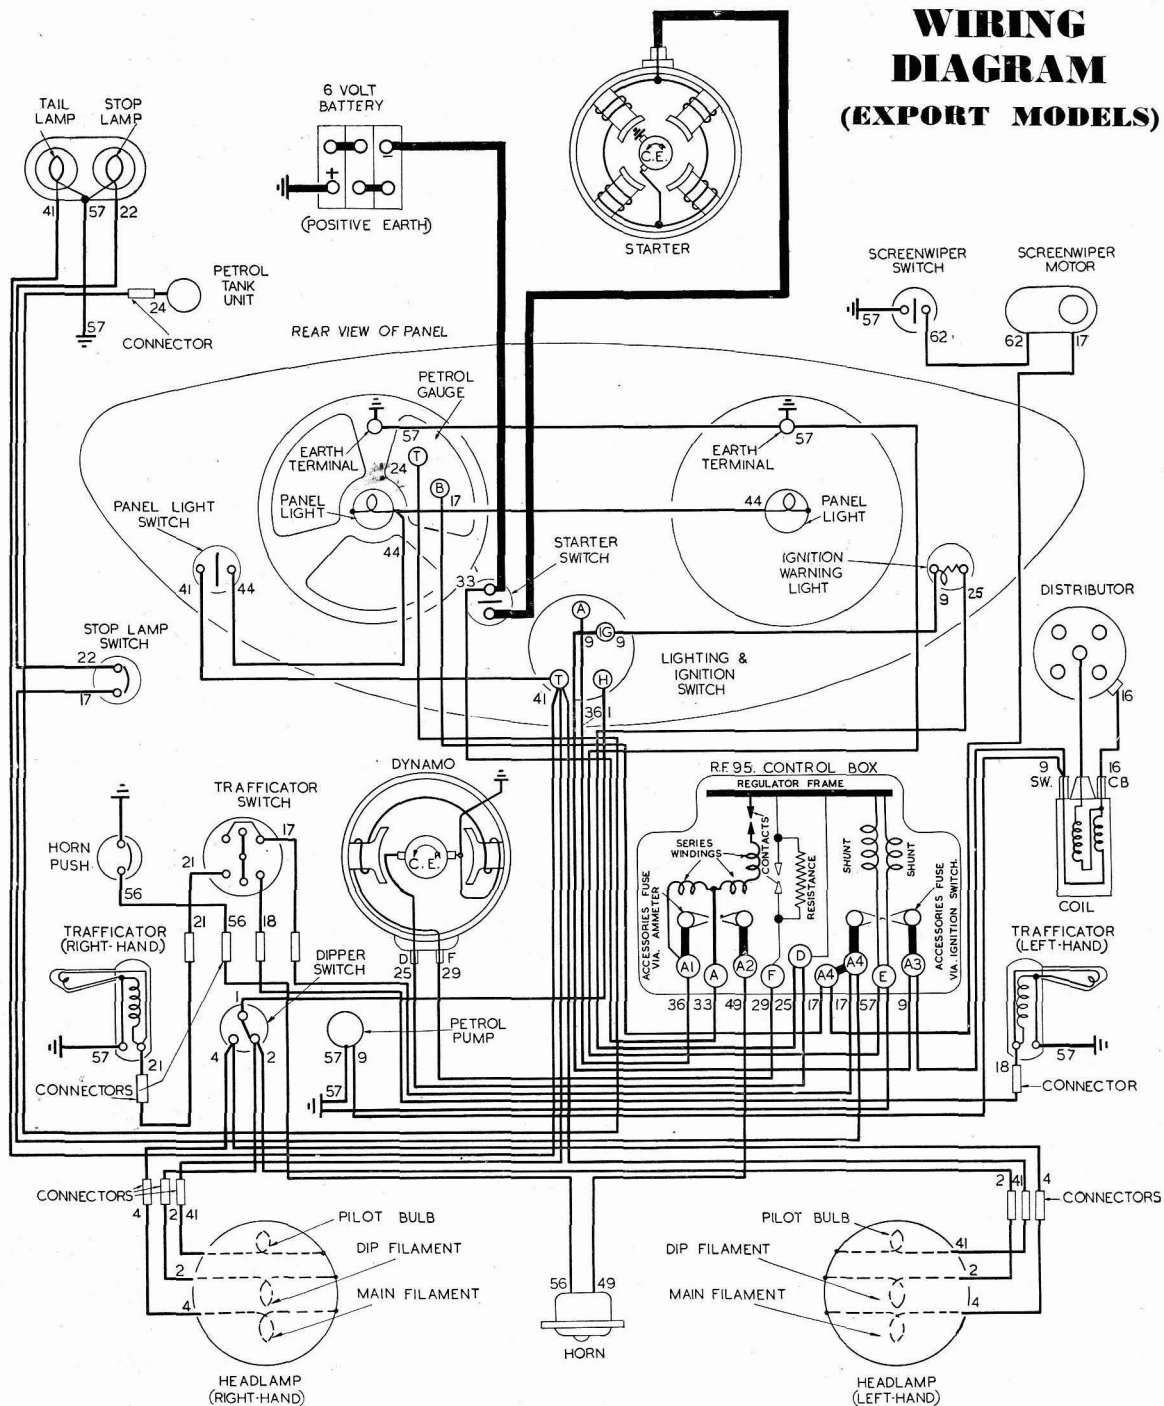 WIRING
DIAGRAM
(EXPORT MODELS)
TAIL
LAMP
STOP
LAMP
41
57
22
57
6 VOLT
BATTERY
(POSITIVE EARTH)
C.E.
STARTER
PETROL
TANK
UNIT
24
CONNECTOR
SCREENWIPER
SWITCH
57
62
SCREENWIPER
MOTOR
62
17
REAR VIEW OF PANEL
PETROL
GAUGE
57
EARTH
TERMINAL
T
24
B
17
PANEL
LIGHT
44
EARTH
TERMINAL
57
44
PANEL
LIGHT
PANEL LIGHT
SWITCH
41
44
STARTER
SWITCH
33
IGNITION
WARNING
LIGHT
9
25
A
9
IG
9
T
41
H
36
1
LIGHTING &
IGNITION
SWITCH
STOP LAMP
SWITCH
22
17
DISTRIBUTOR
16
9
SW.
16
CB
COIL
DYNAMO
C.E.
D
F
25
29
TRAFFICATOR
SWITCH
17
21
HORN
PUSH
56
21
56
18
R.F. 95. CONTROL BOX
REGULATOR FRAME
SERIES
WINDINGS
CONTACTS
RESISTANCE
SHUNT
SHUNT
ACCESSORIES FUSE
VIA. AMMETER
ACCESSORIES FUSE
VIA. IGNITION SWITCH.
A1
A
A2
F
D
A4
A4
E
A3
36
33
49
29
25
17
17
57
9
TRAFFICATOR
(RIGHT-HAND)
57
21
DIPPER
SWITCH
1
4
2
PETROL
PUMP
57
9
57
CONNECTORS
TRAFFICATOR
(LEFT-HAND)
57
18
CONNECTOR
CONNECTORS
4
2
41
2
41
4
CONNECTORS
PILOT BULB
DIP FILAMENT
MAIN FILAMENT
2
4
HEADLAMP
(RIGHT-HAND)
56
49
HORN
PILOT BULB
DIP FILAMENT
MAIN FILAMENT
41
2
4
HEADLAMP
(LEFT-HAND)